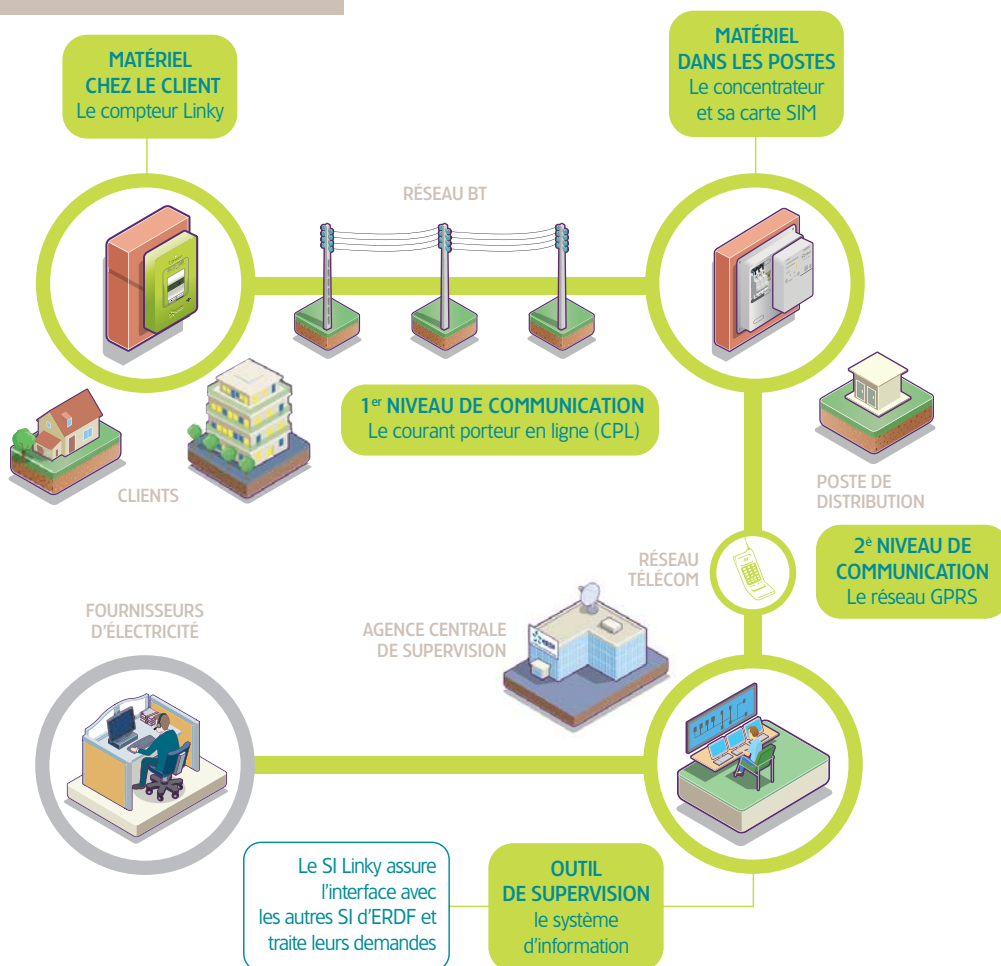 MATÉRIEL
CHEZ LE CLIENT
Le compteur Linky
MATÉRIEL
DANS LES POSTES
Le concentrateur
et sa carte SIM
RÉSEAU BT
1er NIVEAU DE COMMUNICATION
Le courant porteur en ligne (CPL)
CLIENTS
POSTE DE
DISTRIBUTION
RÉSEAU
TÉLÉCOM
2è NIVEAU DE
COMMUNICATION
Le réseau GPRS
FOURNISSEURS
D'ÉLECTRICITÉ
AGENCE CENTRALE
DE SUPERVISION
Le SI Linky assure
l'interface avec
les autres SI d'ERDF et
traite leurs demandes
OUTIL
DE SUPERVISION
le système
d'information